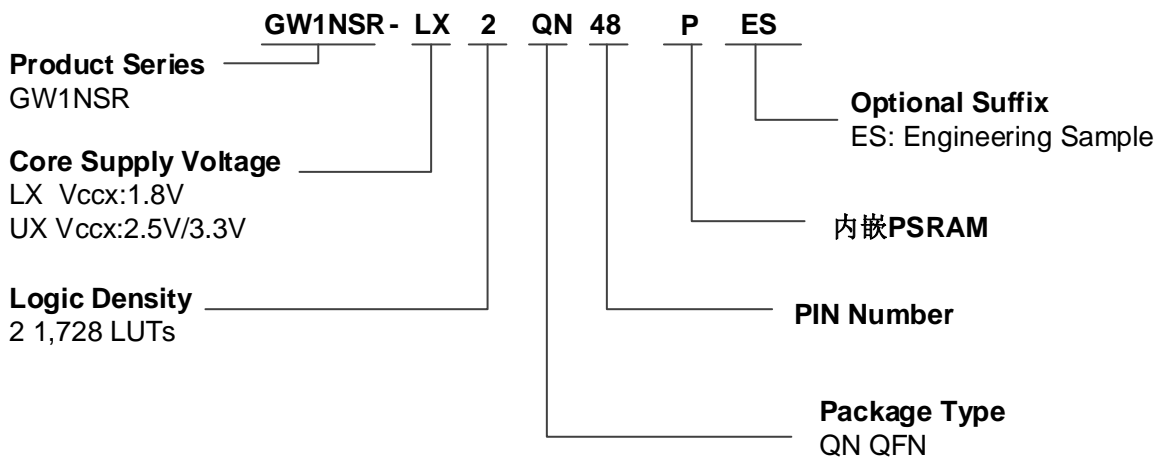 GW1NSR - LX 2 QN 48 P ES
Product Series
GW1NSR
Optional Suffix
ES: Engineering Sample
Core Supply Voltage
LX Vccx:1.8V
UX Vccx:2.5V/3.3V
内嵌PSRAM
Logic Density
2 1,728 LUTs
PIN Number
Package Type
QN QFN